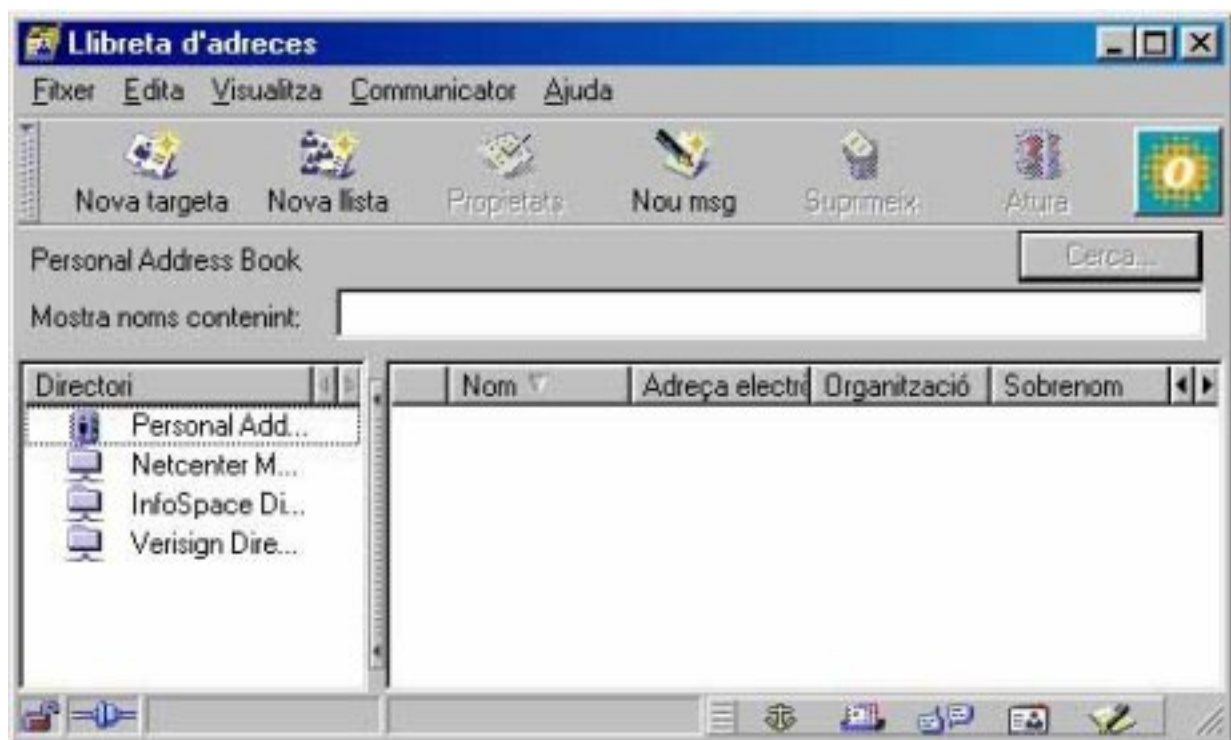 Llibreta d'adreces
Fitxer Edita Visualitza Communicator Ajuda
Nova targeta Nova llista Propietats Nou msg Suprimeix Atura
Personal Address Book Cerca...
Mostra noms contenint:
Directori Nom Adreça electrò Organització Sobrenom
Personal Add...
Netcenter M...
InfoSpace Di...
Verisign Dire...